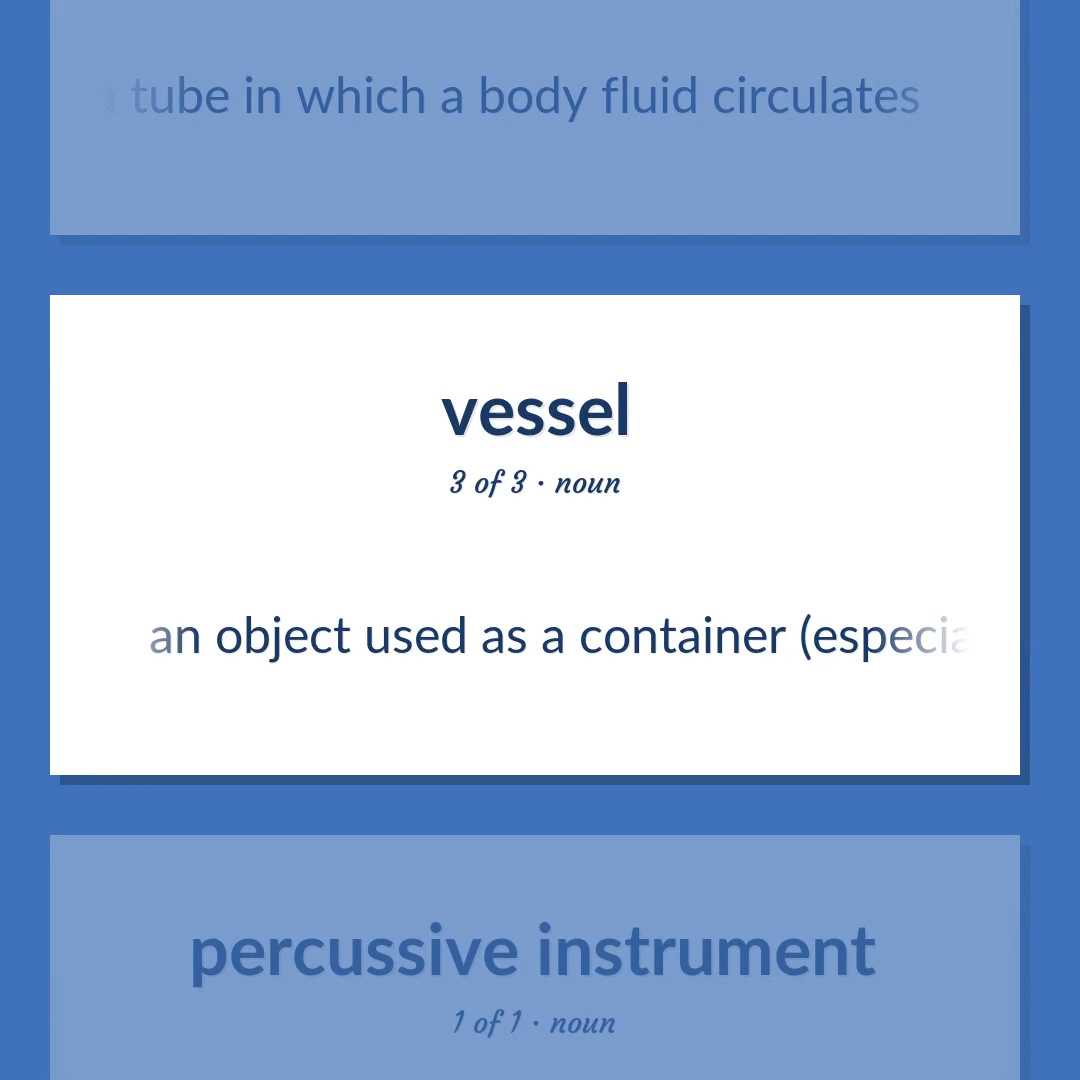 a tube in which a body fluid circulates
vessel
3 of 3 · noun
an object used as a container (especia
percussive instrument
1 of 1 · noun